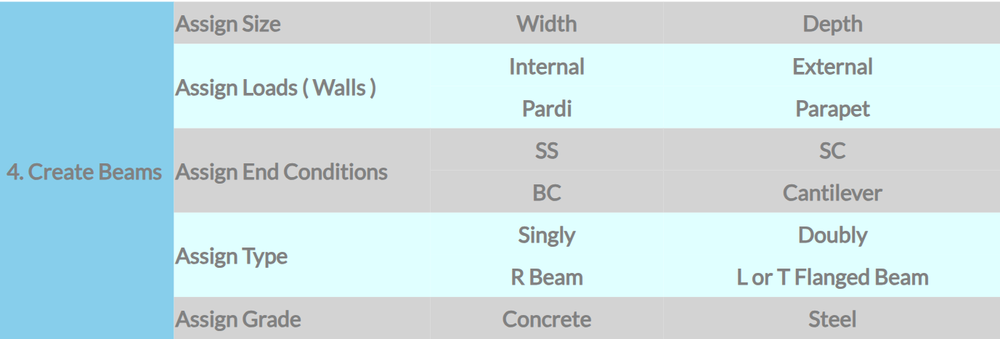 Assign Size Width Depth
Internal External
Assign Loads ( Walls )
Pardi Parapet
SS SC
4. Create Beams Assign End Conditions
BC Cantilever
Singly Doubly
Assign Type
R Beam L or T Flanged Beam
Assign Grade Concrete Steel